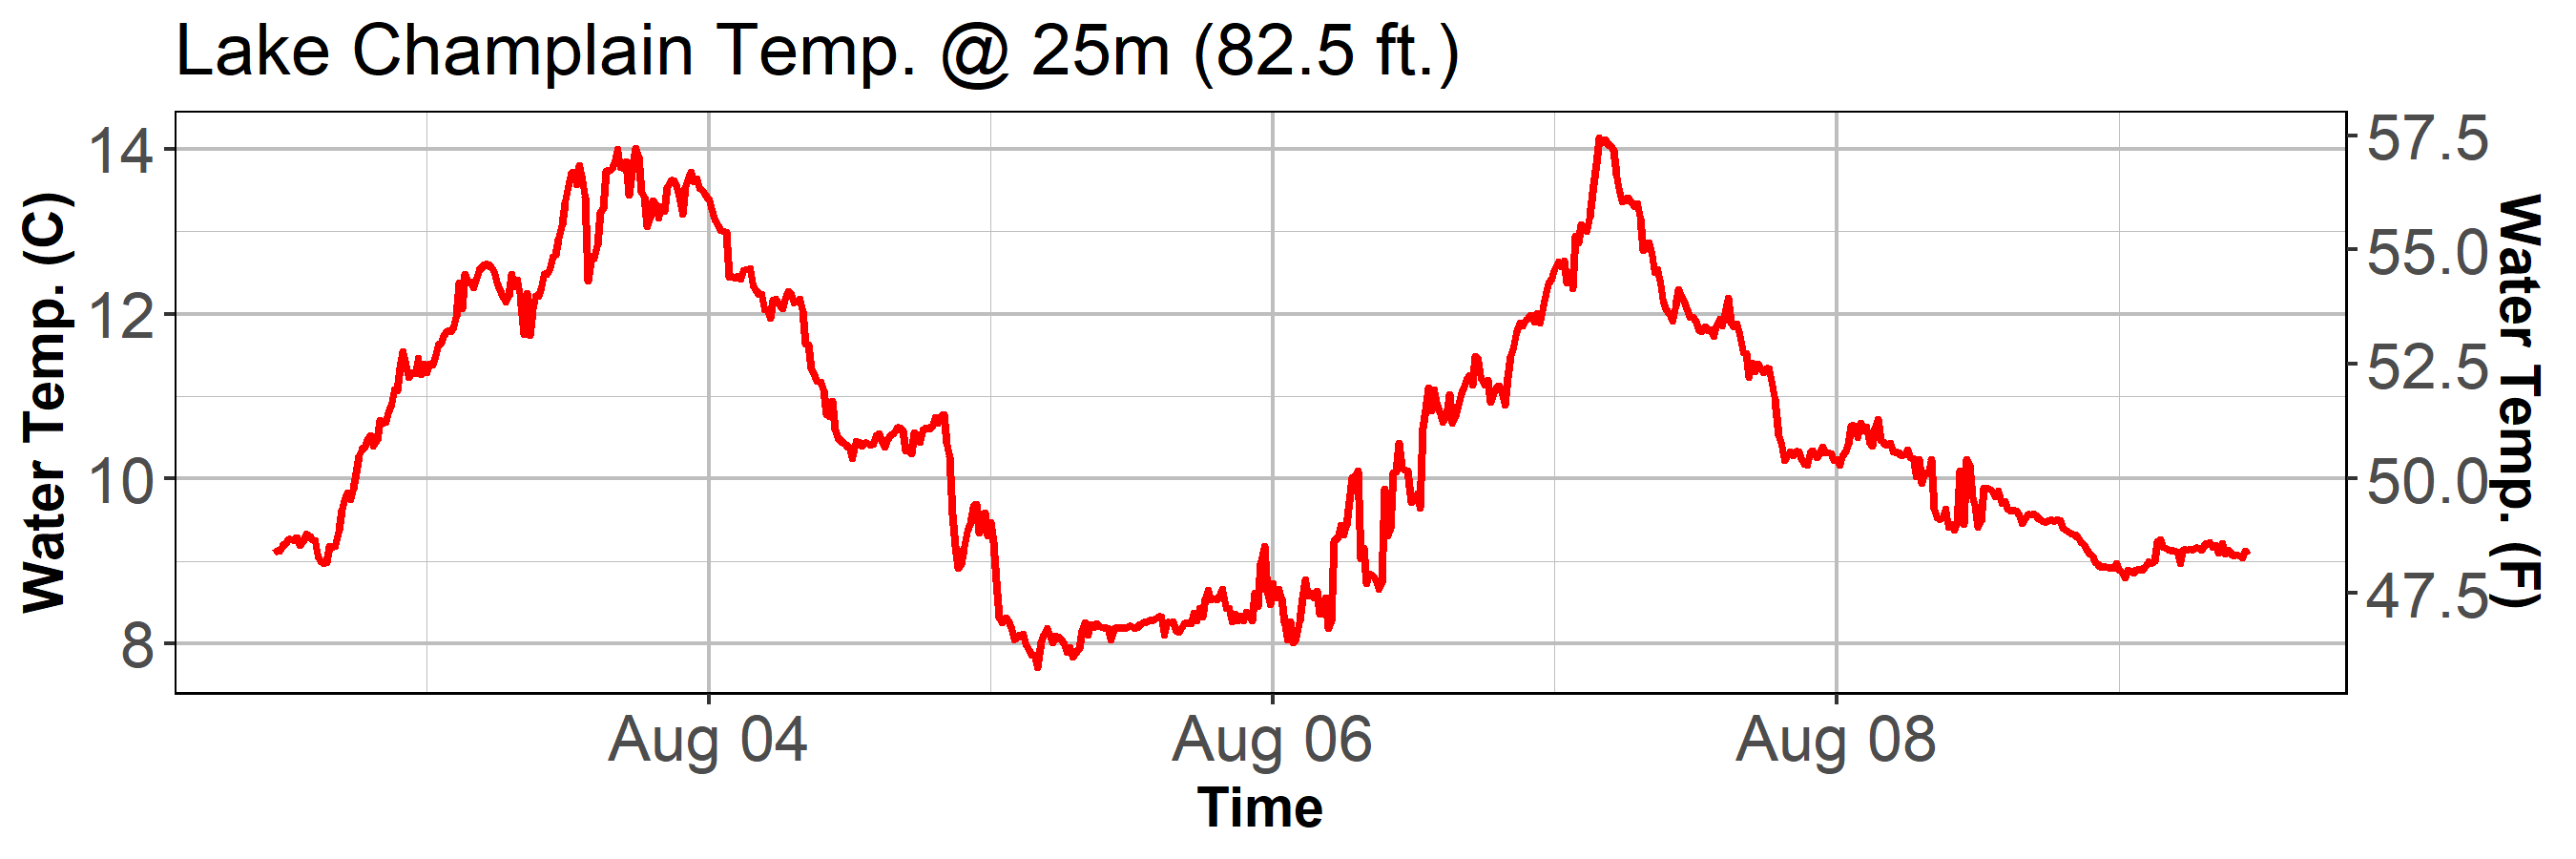 Lake Champlain Temp. @ 25m (82.5 ft.)
Water Temp. (C)
14
12
10
8
57.5
55.0
52.5
50.0
47.5
Water Temp. (F)
Aug 04 Aug 06 Aug 08
Time